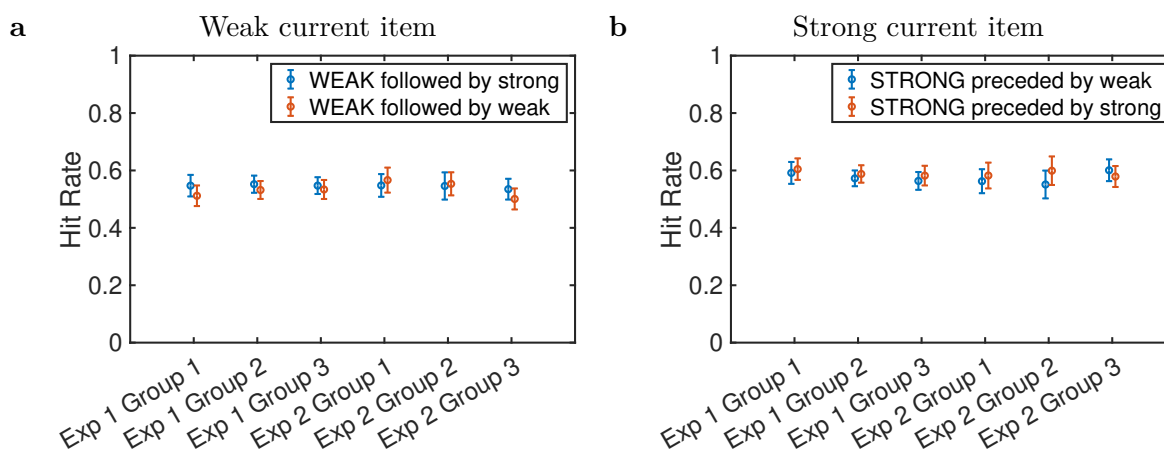 a
Weak current item
1
0.8
0.6
0.4
0.2
0
Hit Rate
WEAK followed by strong
WEAK followed by weak
Exp 1 Group 1
Exp 1 Group 2
Exp 1 Group 3
Exp 2 Group 1
Exp 2 Group 2
Exp 2 Group 3
b
Strong current item
1
0.8
0.6
0.4
0.2
0
Hit Rate
STRONG preceded by weak
STRONG preceded by strong
Exp 1 Group 1
Exp 1 Group 2
Exp 1 Group 3
Exp 2 Group 1
Exp 2 Group 2
Exp 2 Group 3